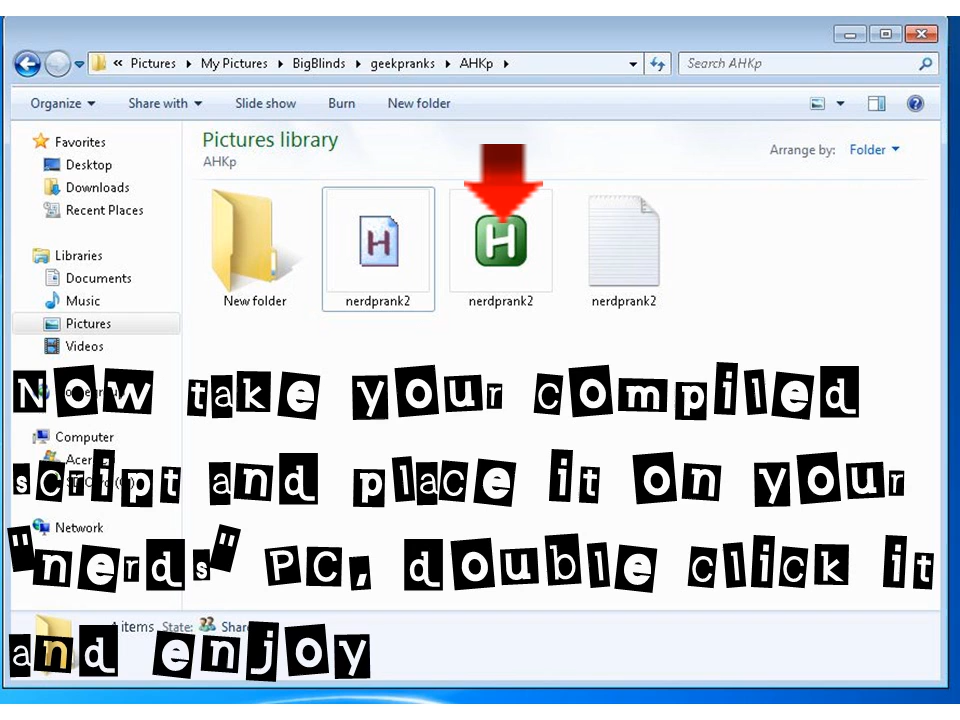 « Pictures ▸ My Pictures ▸ BigBlinds ▸ geekpranks ▸ AHKp ▸ Search AHKp
Organize Share with Slide show Burn New folder
Favorites
Desktop
Downloads
Recent Places
Libraries
Documents
Music
Pictures
Videos
Computer
Network
Pictures library
AHKp
Arrange by: Folder
New folder nerdprank2 nerdprank2 nerdprank2
Now take your compiled
script and place it on your
"nerds" PC, double click it
and enjoy
items State: Shar